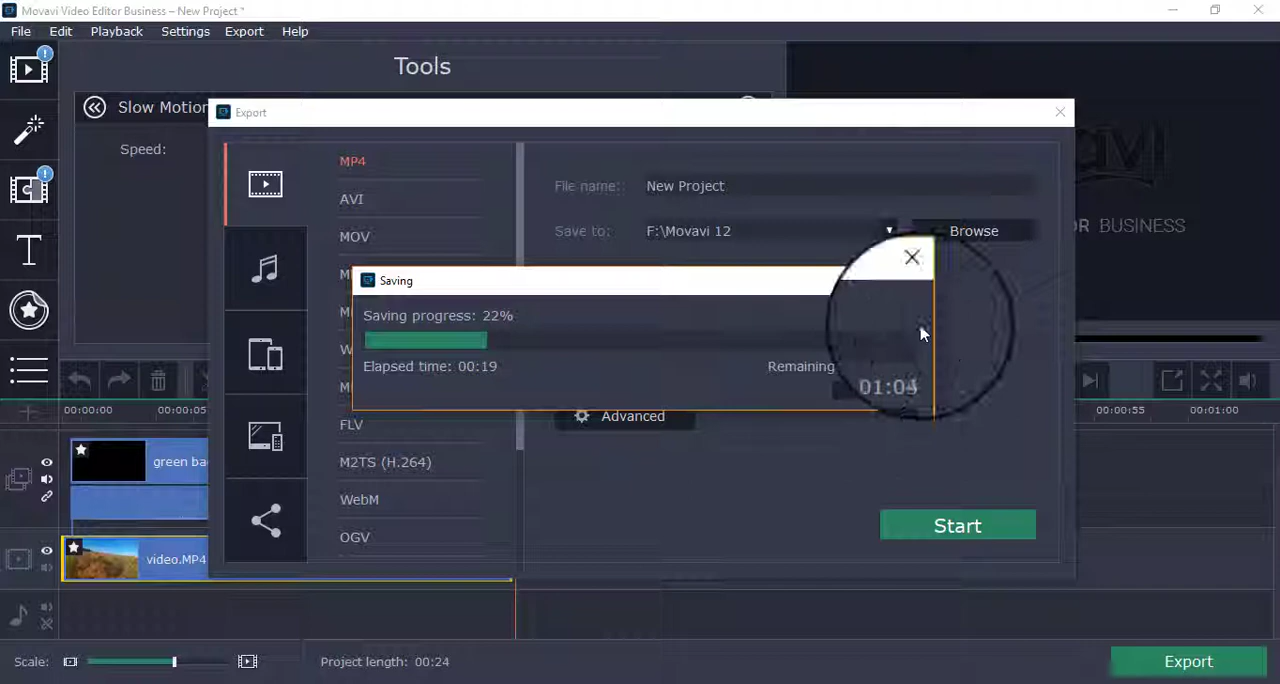 Movavi Video Editor Business – New Project *
File Edit Playback Settings Export Help
Tools
Slow Motion
Speed:
Export
MP4
AVI
MOV
FLV
M2TS (H.264)
WebM
OGV
File name: New Project
Save to: F:\Movavi 12 Browse
Saving
Saving progress: 22%
Elapsed time: 00:19 Remaining
01:04
Advanced
Start
BUSINESS
00:00:00 00:00:05 00:00:55 00:01:00
green ba
video.MP4
Scale: Project length: 00:24 Export